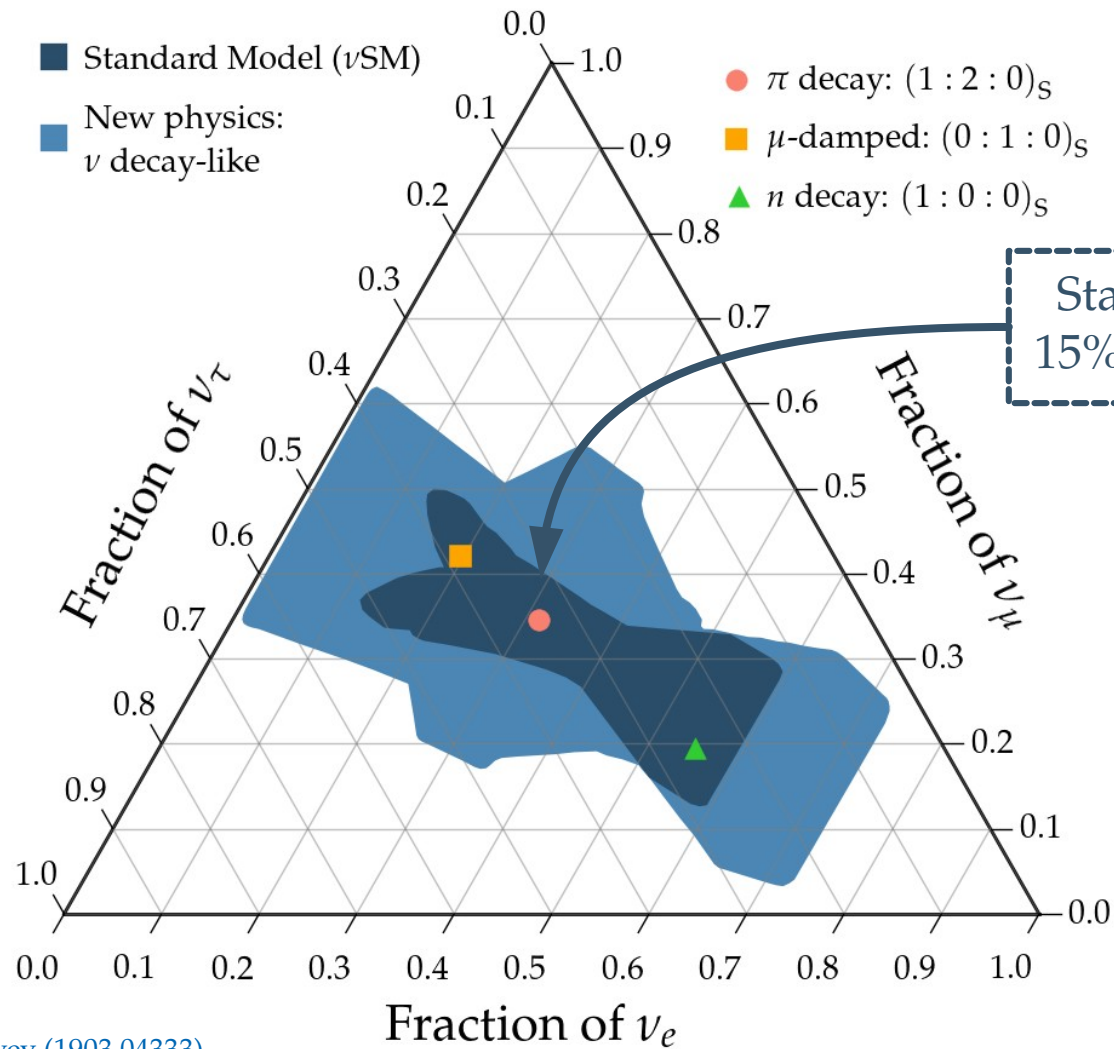 Standard Model (νSM)
New physics:
ν decay-like
π decay: (1 : 2 : 0)S
μ-damped: (0 : 1 : 0)S
n decay: (1 : 0 : 0)S
15%
Fraction of ντ
0.0
0.1
0.2
0.3
0.4
0.5
0.6
0.7
0.8
0.9
1.0
Fraction of νμ
1.0
0.9
0.8
0.7
0.6
0.5
0.4
0.3
0.2
0.1
0.0
0.0 0.1 0.2 0.3 0.4 0.5 0.6 0.7 0.8 0.9 1.0
Fraction of νe
(1903.04333)